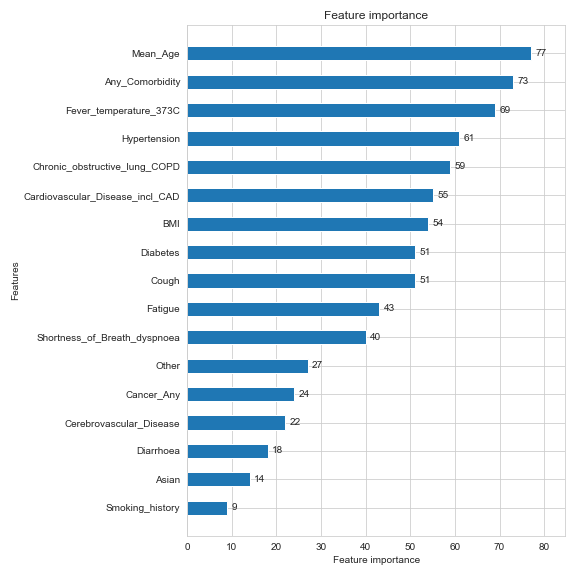 Feature importance
Features
Mean_Age 77
Any_Comorbidity 73
Fever_temperature_373C 69
Hypertension 61
Chronic_obstructive_lung_COPD 59
Cardiovascular_Disease_incl_CAD 55
BMI 54
Diabetes 51
Cough 51
Fatigue 43
Shortness_of_Breath_dyspnoea 40
Other 27
Cancer_Any 24
Cerebrovascular_Disease 22
Diarrhoea 18
Asian 14
Smoking_history 9
0 10 20 30 40 50 60 70 80
Feature importance